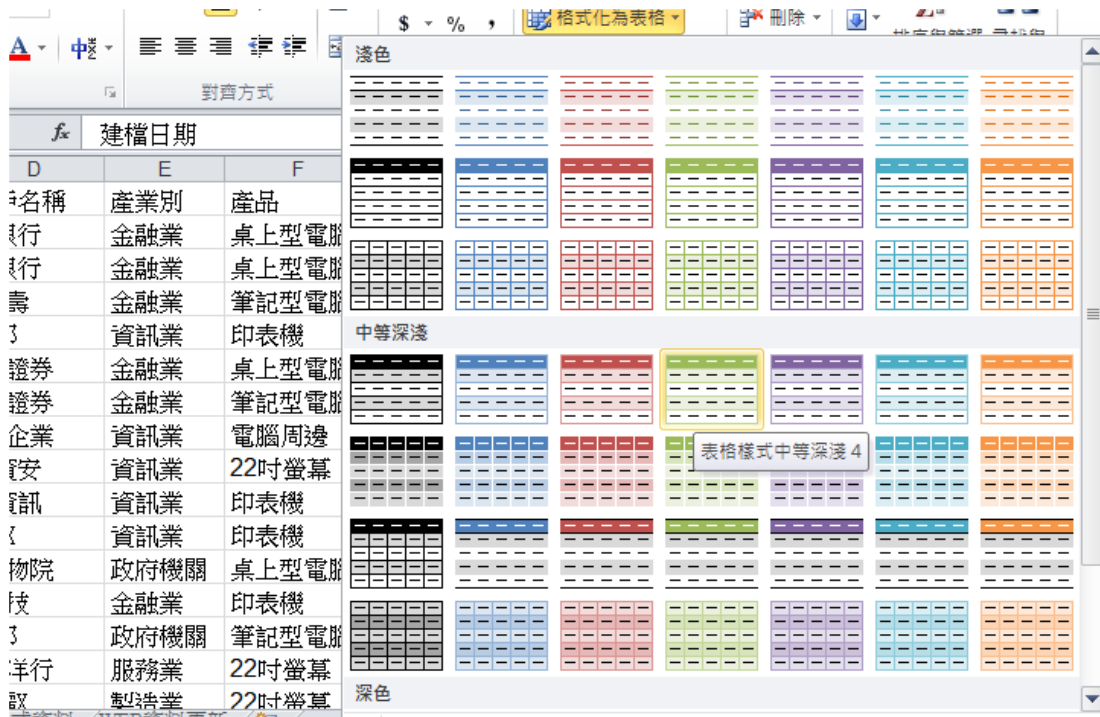 $ % , 格式化為表格 刪除
A 中
對齊方式
fx 建檔日期
淺色
D E F
名稱 產業別 產品
行 金融業 桌上型電腦
行 金融業 桌上型電腦
壽 金融業 筆記型電腦
資訊業 印表機
證券 金融業 桌上型電腦
證券 金融業 筆記型電腦
企業 資訊業 電腦周邊
安 資訊業 22吋螢幕
訊 資訊業 印表機
資訊業 印表機
物院 政府機關 桌上型電腦
技 金融業 印表機
政府機關 筆記型電腦
洋行 服務業 22吋螢幕
製造業 22吋螢幕
中等深淺
表格樣式中等深淺 4
深色